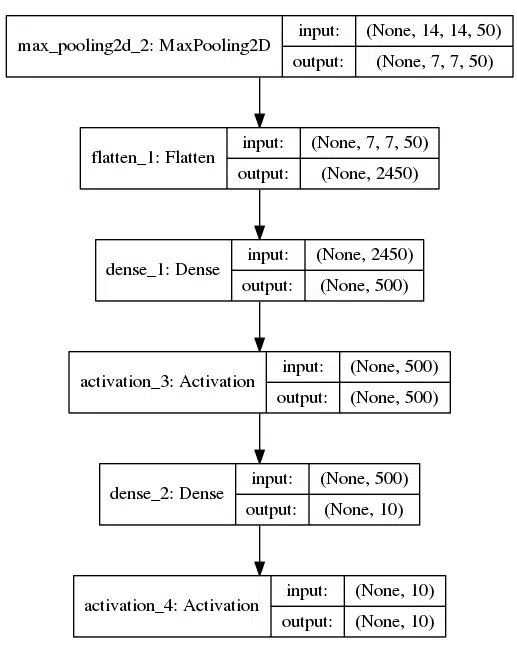 max_pooling2d_2: MaxPooling2D
input: (None, 14, 14, 50)
output: (None, 7, 7, 50)
flatten_1: Flatten
input: (None, 7, 7, 50)
output: (None, 2450)
dense_1: Dense
input: (None, 2450)
output: (None, 500)
activation_3: Activation
input: (None, 500)
output: (None, 500)
dense_2: Dense
input: (None, 500)
output: (None, 10)
activation_4: Activation
input: (None, 10)
output: (None, 10)